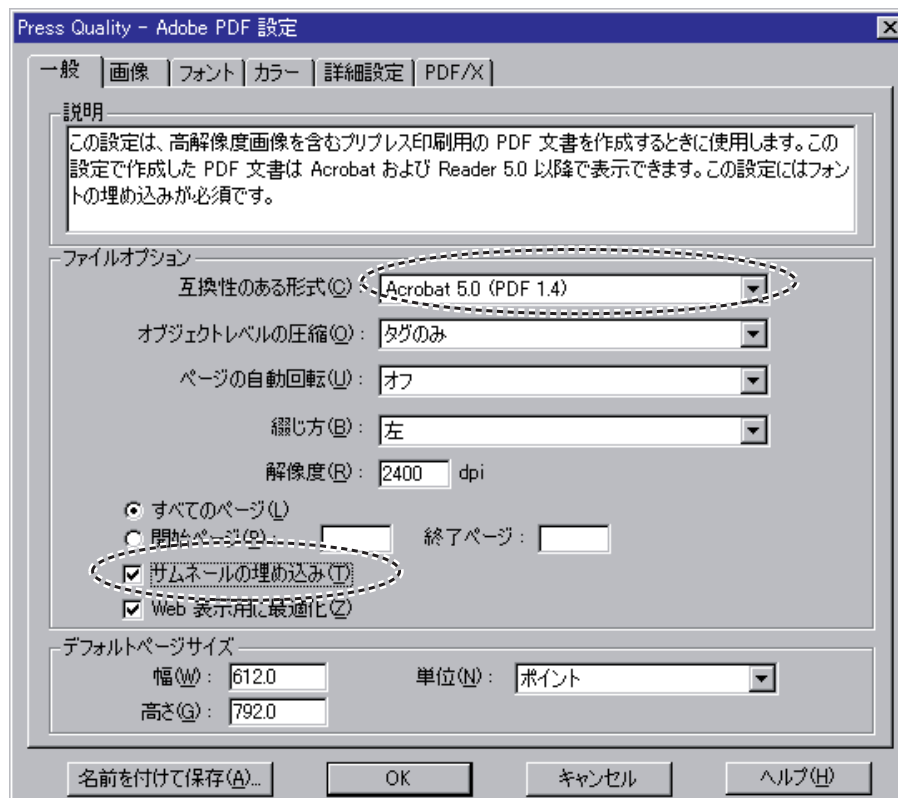 Press Quality - Adobe PDF 設定
一般 画像 フォント カラー 詳細設定 PDF/X
説明
この設定は、高解像度画像を含むプリプレス印刷用の PDF 文書を作成するときに使用します。この
設定で作成した PDF 文書は Acrobat および Reader 5.0 以降で表示できます。この設定にはフォン
トの埋め込みが必須です。
ファイルオプション
互換性のある形式(C): Acrobat 5.0 (PDF 1.4)
オブジェクトレベルの圧縮(O): タグのみ
ページの自動回転(U): オフ
綴じ方(B): 左
解像度(R): 2400 dpi
すべてのページ(L)
開始ページ(P): 終了ページ:
サムネールの埋め込み(T)
Web 表示用に最適化(Z)
デフォルトページサイズ
幅(W): 612.0 単位(N): ポイント
高さ(G): 792.0
名前を付けて保存(A)... OK キャンセル ヘルプ(H)